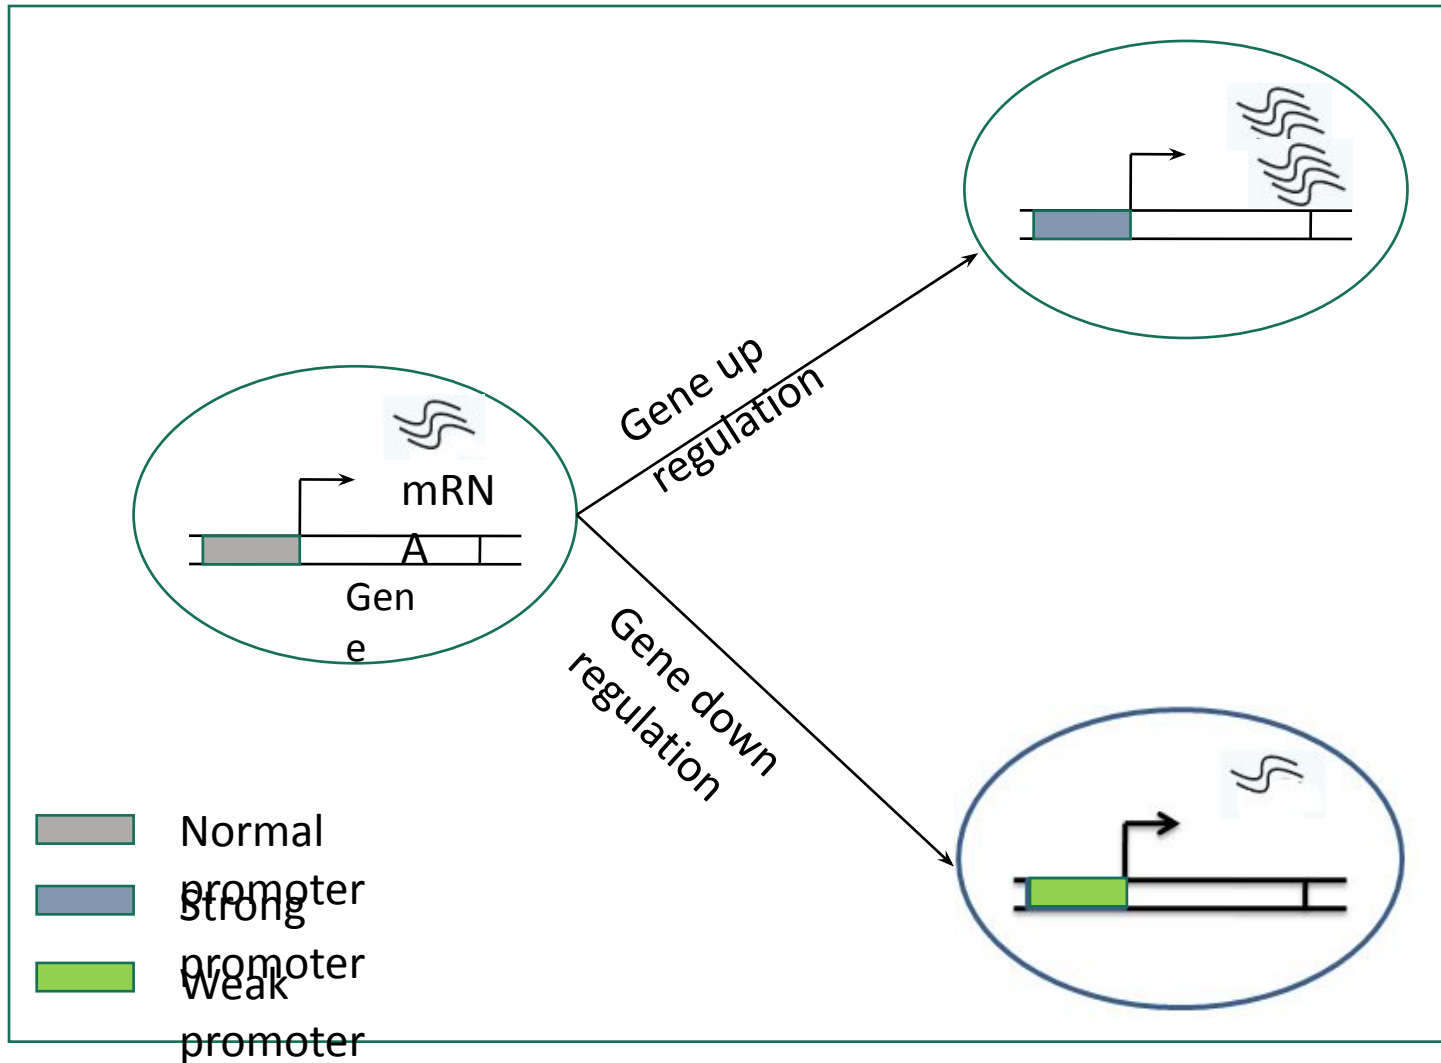 Gene up
regulation
mRN
A
Gen
e
Gene down
regulation
Normal
promoter
Strong
promoter
Weak
promoter